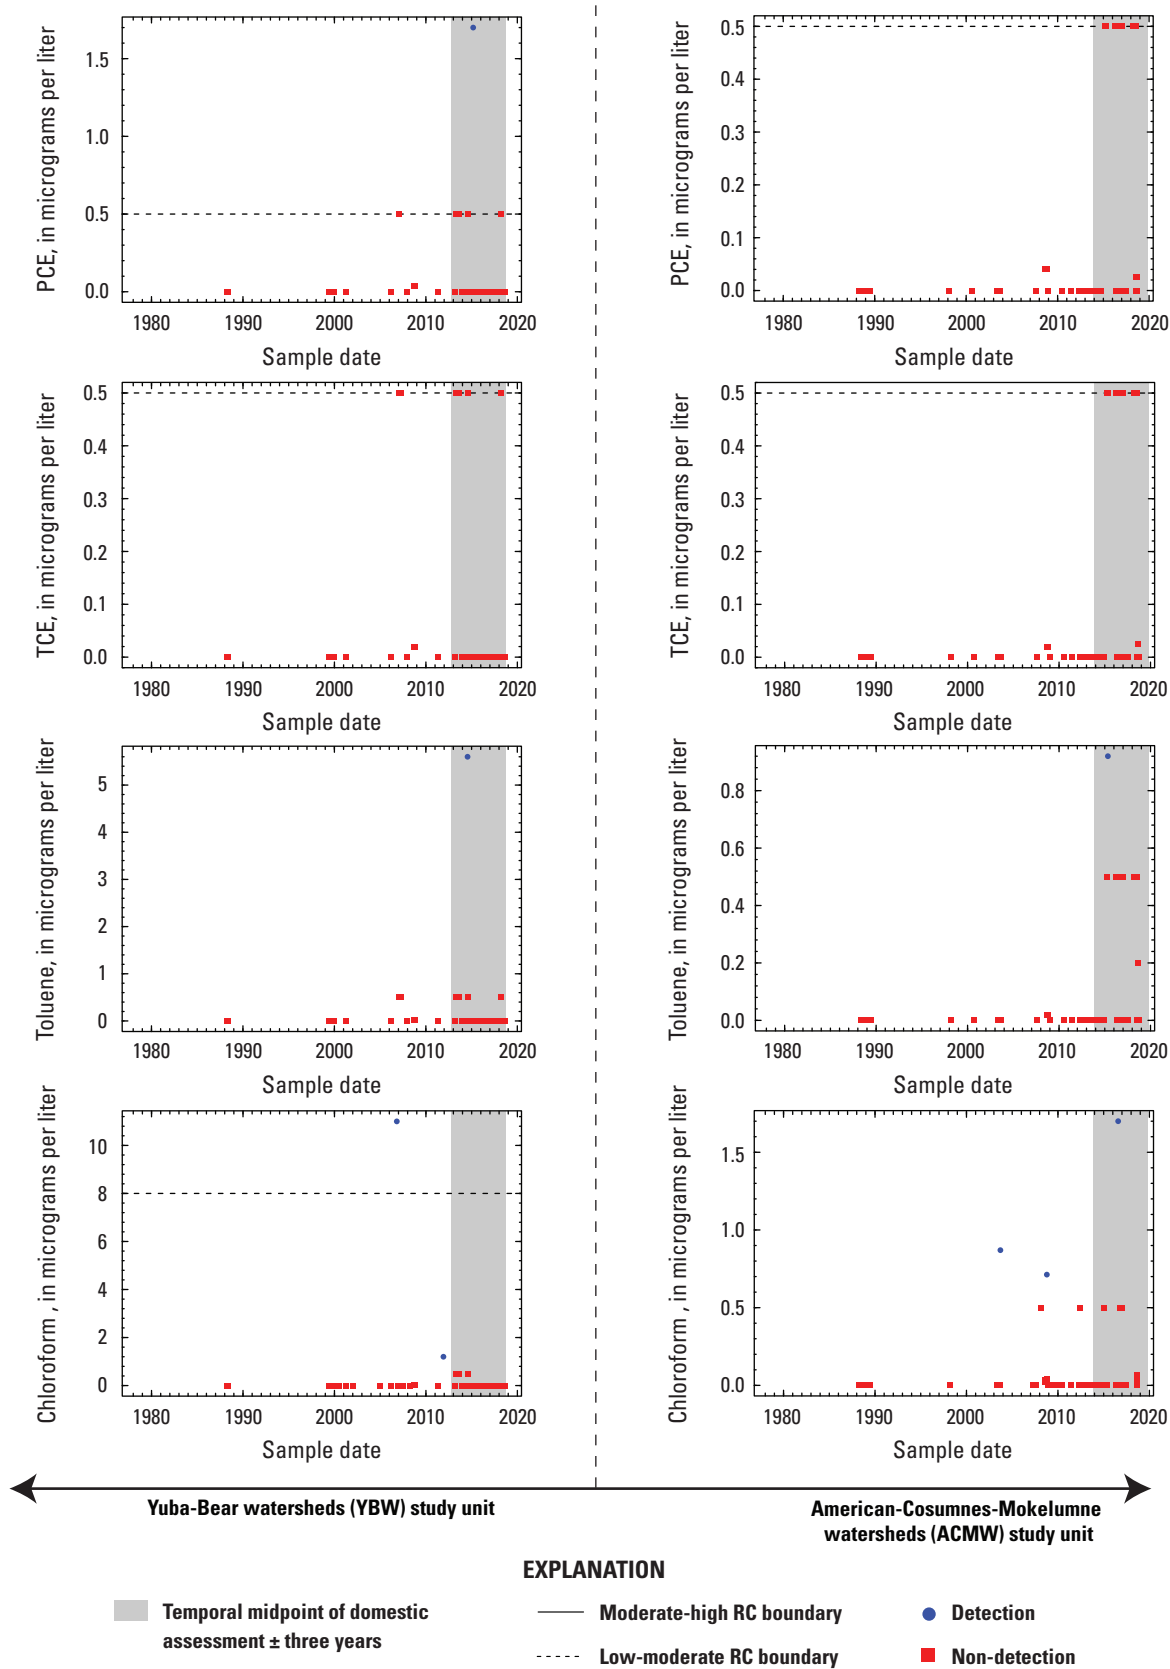 PCE, in micrograms per liter
1.5
1.0
0.5
0.0
1980 1990 2000 2010 2020
Sample date
PCE, in micrograms per liter
0.5
0.4
0.3
0.2
0.1
0.0
1980 1990 2000 2010 2020
Sample date
TCE, in micrograms per liter
0.5
0.4
0.3
0.2
0.1
0.0
1980 1990 2000 2010 2020
Sample date
TCE, in micrograms per liter
0.5
0.4
0.3
0.2
0.1
0.0
1980 1990 2000 2010 2020
Sample date
Toluene, in micrograms per liter
5
4
3
2
1
0
1980 1990 2000 2010 2020
Sample date
Toluene, in micrograms per liter
0.8
0.6
0.4
0.2
0.0
1980 1990 2000 2010 2020
Sample date
Chloroform , in micrograms per liter
10
8
6
4
2
0
1980 1990 2000 2010 2020
Sample date
Chloroform , in micrograms per liter
1.5
1.0
0.5
0.0
1980 1990 2000 2010 2020
Sample date
Yuba-Bear watersheds (YBW) study unit
American-Cosumnes-Mokelumne
watersheds (ACMW) study unit
EXPLANATION
Temporal midpoint of domestic
assessment ± three years
Moderate-high RC boundary
Low-moderate RC boundary
Detection
Non-detection